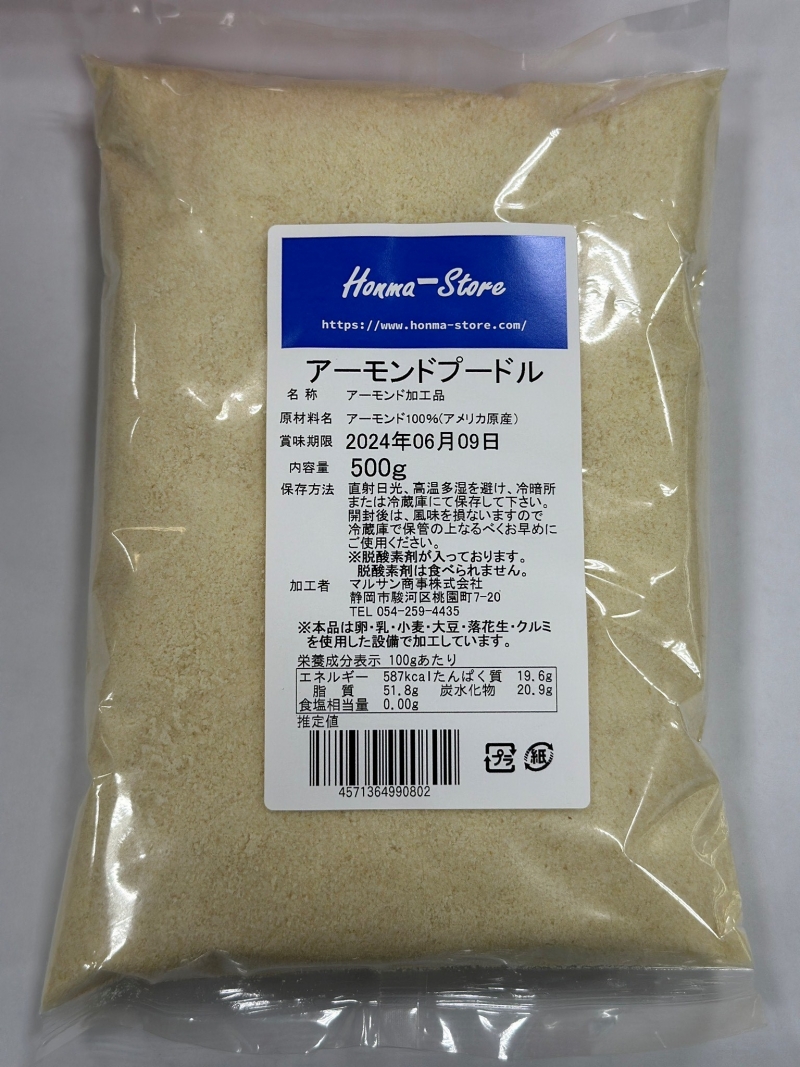 Honma-Store
https://www.honma-store.com/
アーモンドプードル
名称 アーモンド加工品
原材料名 アーモンド100%(アメリカ原産)
賞味期限 2024年06月09日
内容量 500g
保存方法 直射日光、高温多湿を避け、冷暗所
または冷蔵庫にて保存して下さい。
開封後は、風味を損ないますので
冷蔵庫で保管の上なるべくお早めに
ご使用ください。
※脱酸素剤が入っております。
脱酸素剤は食べられません。
加工者 マルサン商事株式会社
静岡市駿河区桃園町7-20
TEL 054-259-4435
※本品は卵・乳・小麦・大豆・落花生・クルミ
を使用した設備で加工しています。
栄養成分表示 100gあたり
エネルギー 587kcal たんぱく質 19.6g
脂質 51.8g 炭水化物 20.9g
食塩相当量 0.00g
推定値
4571364990802
プラ 紙